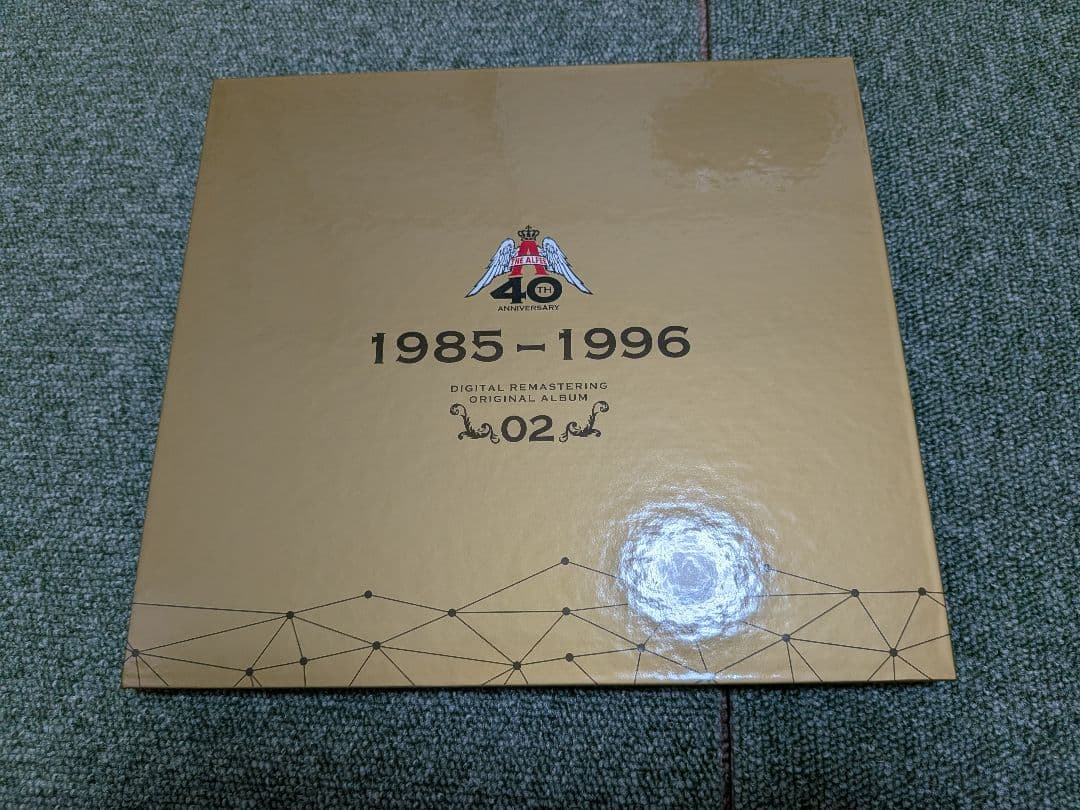 A
THE ALFEE
40TH
ANNIVERSARY
1985-1996
DIGITAL REMASTERING
ORIGINAL ALBUM
02